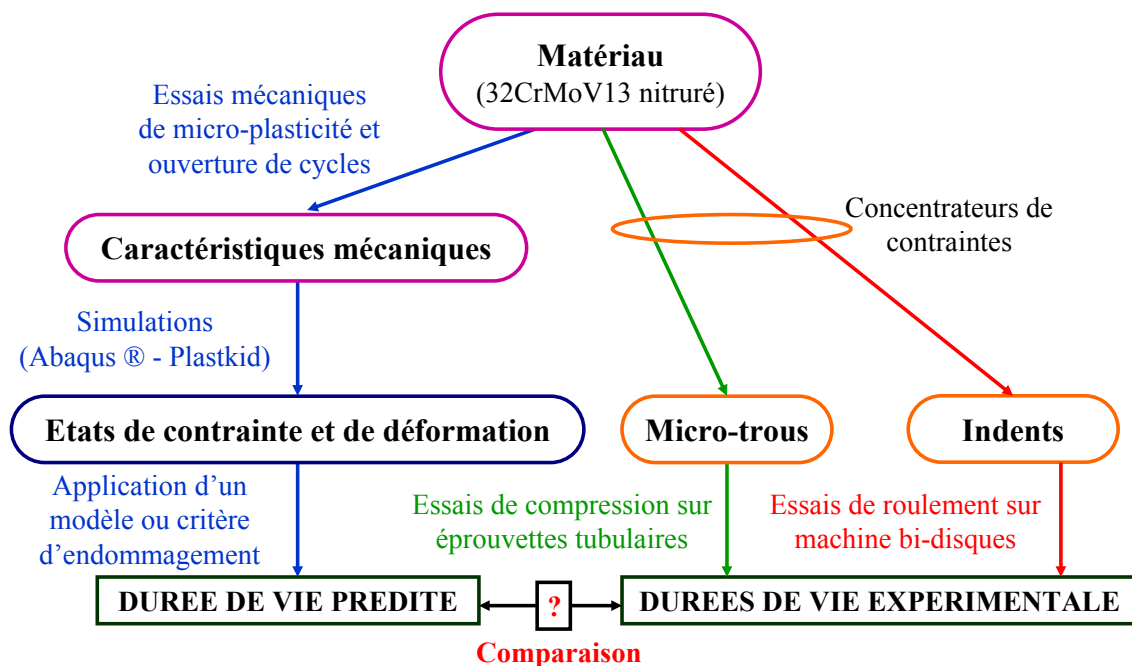 Matériau
(32CrMoV13 nitruré)
Essais mécaniques
de micro-plasticité et
ouverture de cycles
Concentrateurs de
contraintes
Caractéristiques mécaniques
Simulations
(Abaqus ® - Plastkid)
Etats de contrainte et de déformation
Micro-trous
Indents
Application d’un
modèle ou critère
d’endommagement
Essais de compression sur
éprouvettes tubulaires
Essais de roulement sur
machine bi-disques
DUREE DE VIE PREDITE
?
DUREES DE VIE EXPERIMENTALE
Comparaison